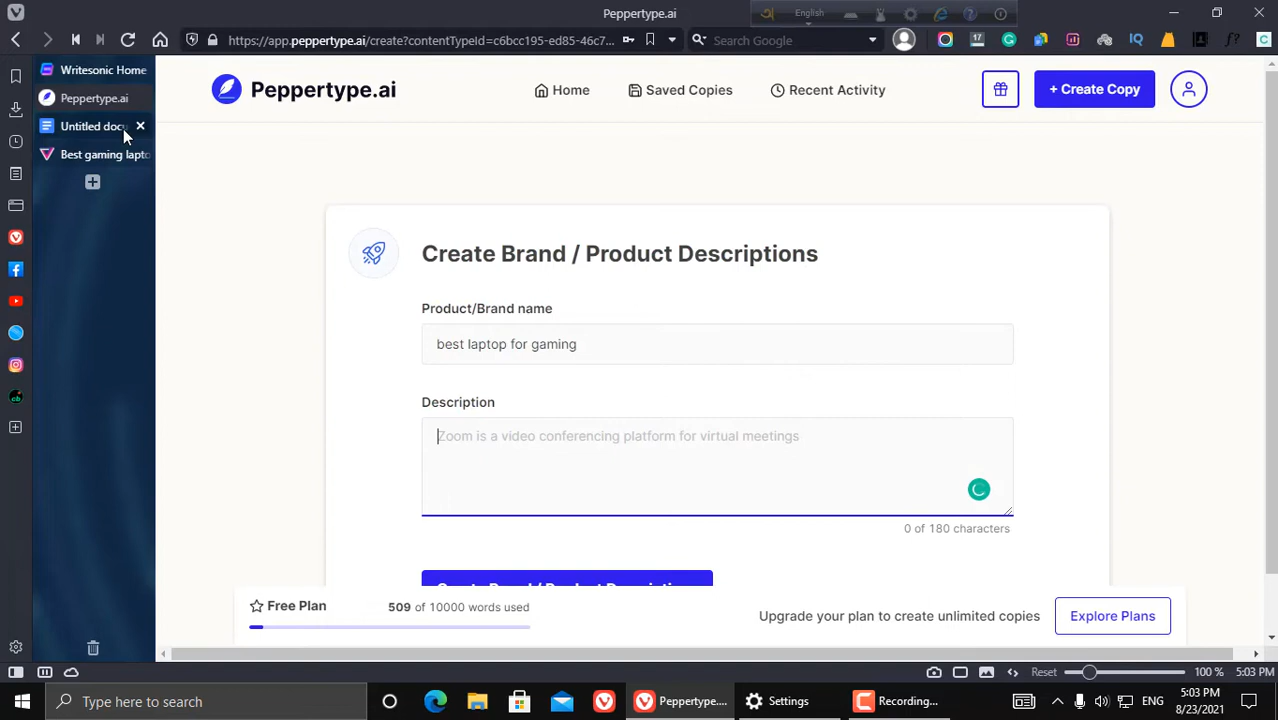 Peppertype.ai
English
https://app.peppertype.ai/create?contentTypeId=c6bcc195-ed85-46c7...
Search Google
Writesonic Home
Peppertype.ai
Untitled docu
Best gaming lapto
Peppertype.ai
Home
Saved Copies
Recent Activity
+ Create Copy
Create Brand / Product Descriptions
Product/Brand name
best laptop for gaming
Description
Zoom is a video conferencing platform for virtual meetings
0 of 180 characters
Free Plan
509 of 10000 words used
Upgrade your plan to create unlimited copies
Explore Plans
Reset
100 %
5:03 PM
Type here to search
Peppertype....
Settings
Recording...
ENG
5:03 PM
8/23/2021